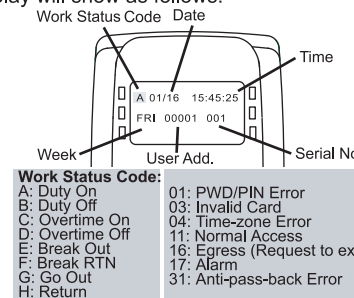 play will show as follows:
Work Status Code Date
Time
A 01/16 15:45:25
FRI 00001 001
Week
User Add.
Serial No
Work Status Code:
A: Duty On
B: Duty Off
C: Overtime On
D: Overtime Off
E: Break Out
F: Break RTN
G: Go Out
H: Return
01: PWD/PIN Error
03: Invalid Card
04: Time-zone Error
11: Normal Access
16: Egress (Request to ex
17: Alarm
31: Anti-pass-back Error